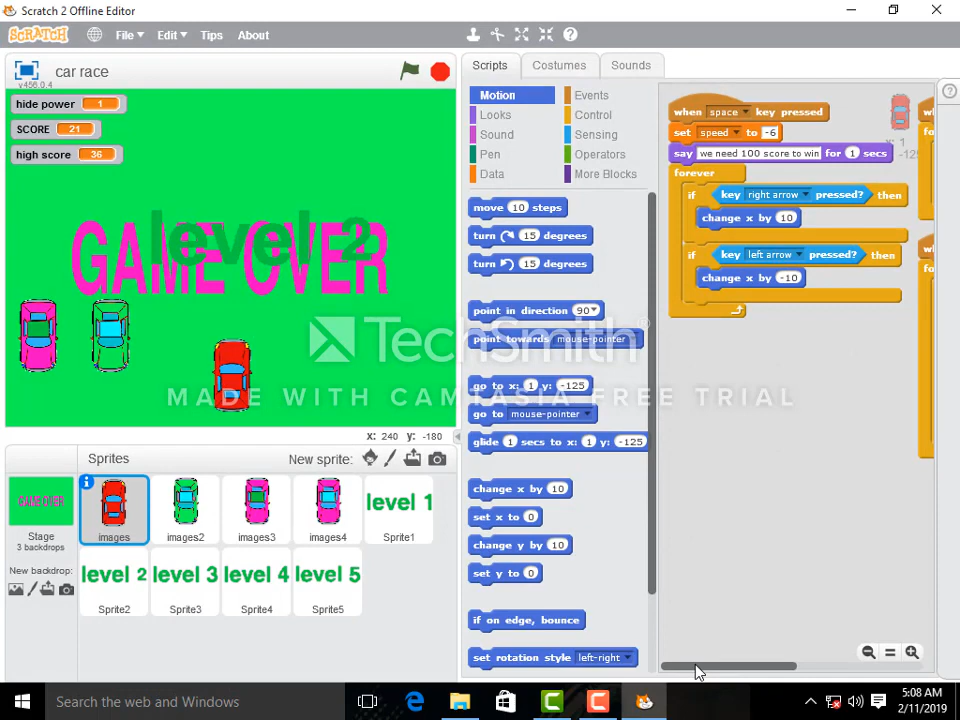 Scratch 2 Offline Editor
SCRATCH File Edit Tips About
car race
v456.0.4
hide power 1
SCORE 21
high score 36
GAME OVER
level 2
x: 240 y: -180
Scripts Costumes Sounds
Motion Events
Looks Control
Sound Sensing
Pen Operators
Data More Blocks
move 10 steps
turn 15 degrees
turn 15 degrees
point in direction 90
point towards mouse-pointer
go to x: 1 y: -125
go to mouse-pointer
glide 1 secs to x: 1 y: -125
change x by 10
set x to 0
change y by 10
set y to 0
if on edge, bounce
set rotation style left-right
when space key pressed
set speed to -6
say we need 100 score to win for 1 secs
forever
if key right arrow pressed? then
change x by 10
if key left arrow pressed? then
change x by -10
x: 1
TechSmith
MADE WITH CAMTASIA FREE TRIAL
Sprites New sprite:
GAME OVER
Stage
3 backdrops
New backdrop:
images images2 images3 images4
level 1
Sprite1
level 2 level 3 level 4 level 5
Sprite2 Sprite3 Sprite4 Sprite5
Search the web and Windows
5:08 AM
2/11/2019